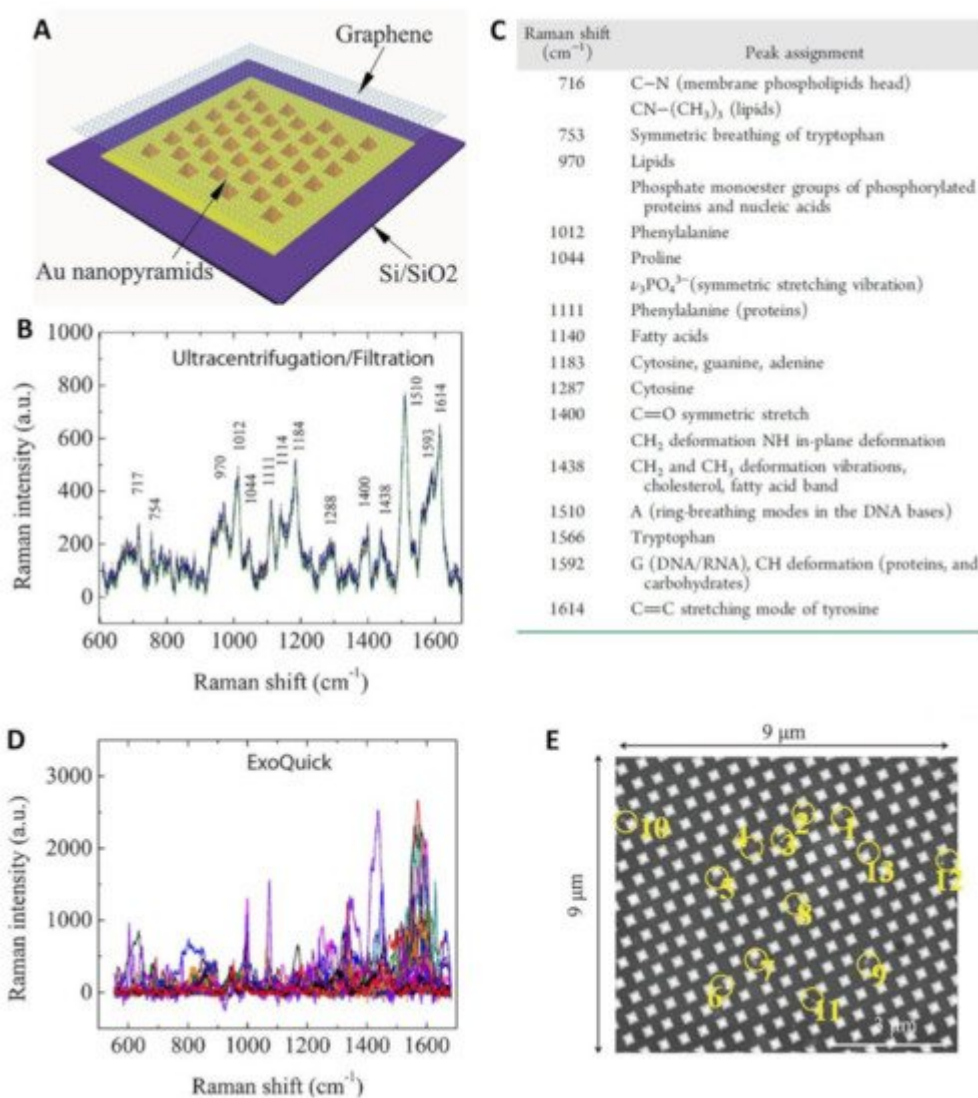 A
Graphene
Au nanopyramids
Si/SiO2
B
Ultracentrifugation/Filtration
Raman intensity (a.u.)
1000
800
600
400
200
0
717
754
970
1012
1044
1111
1114
1184
1288
1400
1438
1510
1593
1614
600 800 1000 1200 1400 1600
Raman shift (cm⁻¹)
C
Raman shift
(cm⁻¹) Peak assignment
716 C−N (membrane phospholipids head)
CN−(CH₃)₃ (lipids)
753 Symmetric breathing of tryptophan
970 Lipids
Phosphate monoester groups of phosphorylated
proteins and nucleic acids
1012 Phenylalanine
1044 Proline
ν₃PO₄³⁻ (symmetric stretching vibration)
1111 Phenylalanine (proteins)
1140 Fatty acids
1183 Cytosine, guanine, adenine
1287 Cytosine
1400 C=O symmetric stretch
CH₂ deformation NH in-plane deformation
1438 CH₂ and CH₃ deformation vibrations,
cholesterol, fatty acid band
1510 A (ring-breathing modes in the DNA bases)
1566 Tryptophan
1592 G (DNA/RNA), CH deformation (proteins, and
carbohydrates)
1614 C=C stretching mode of tyrosine
D
ExoQuick
Raman intensity (a.u.)
3000
2000
1000
0
600 800 1000 1200 1400 1600
Raman shift (cm⁻¹)
E
9 μm
9 μm
10
4
3
2
1
13
12
5
8
7
6
9
11
2 μm